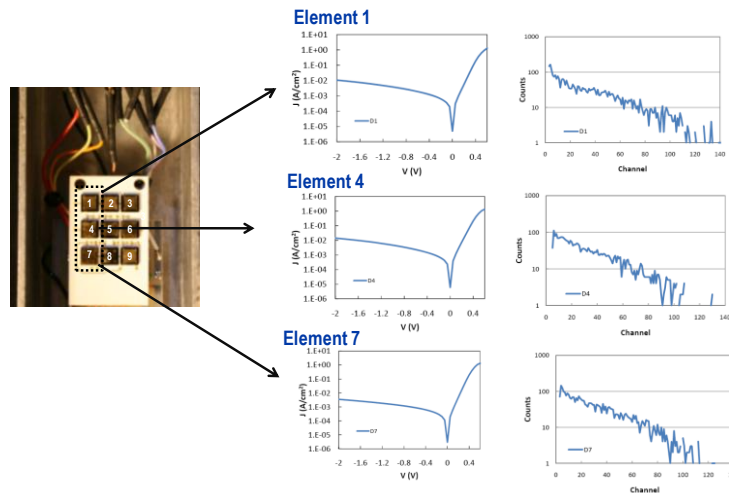 Element 1
1.E+01
1.E+00
1.E-01
1.E-02
1.E-03
1.E-04
1.E-05
1.E-06
J (A/cm²)
D1
-2 -1.6 -1.2 -0.8 -0.4 0 0.4
V (V)
1000
100
10
1
Counts
D1
0 20 40 60 80 100 120 140
Channel
1 2 3
4 5 6
7 8 9
Element 4
1.E+01
1.E+00
1.E-01
1.E-02
1.E-03
1.E-04
1.E-05
1.E-06
J (A/cm²)
D4
-2 -1.6 -1.2 -0.8 -0.4 0 0.4
V (V)
1000
100
10
1
Counts
D4
0 20 40 60 80 100 120 140
Channel
Element 7
1.E+01
1.E+00
1.E-01
1.E-02
1.E-03
1.E-04
1.E-05
1.E-06
J (A/cm²)
D7
-2 -1.6 -1.2 -0.8 -0.4 0 0.4
V (V)
1000
100
10
1
Counts
D7
0 20 40 60 80 100 120
Channel